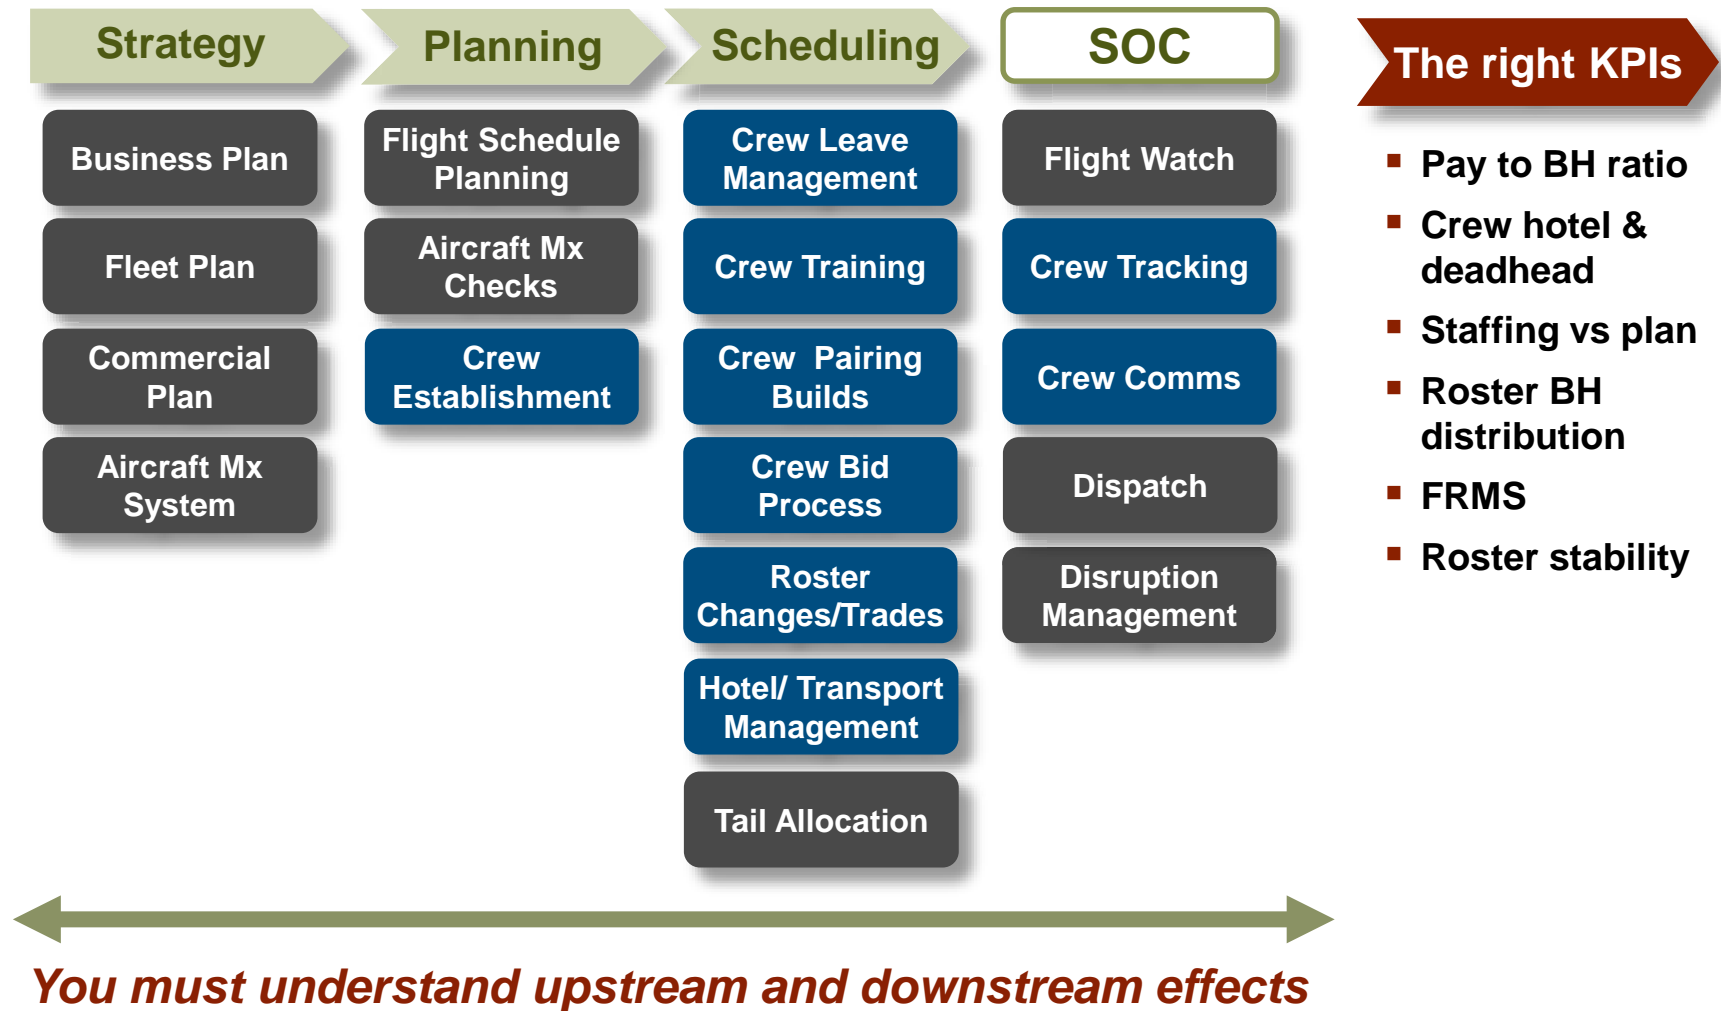 Strategy
Business Plan
Fleet Plan
Commercial
Plan
Aircraft Mx
System
Planning
Flight Schedule
Planning
Aircraft Mx
Checks
Crew
Establishment
Scheduling
Crew Leave
Management
Crew Training
Crew Pairing
Builds
Crew Bid
Process
Roster
Changes/Trades
Hotel/ Transport
Management
Tail Allocation
SOC
Flight Watch
Crew Tracking
Crew Comms
Dispatch
Disruption
Management
The right KPIs
▪ Pay to BH ratio
▪ Crew hotel &
deadhead
▪ Staffing vs plan
▪ Roster BH
distribution
▪ FRMS
▪ Roster stability
You must understand upstream and downstream effects